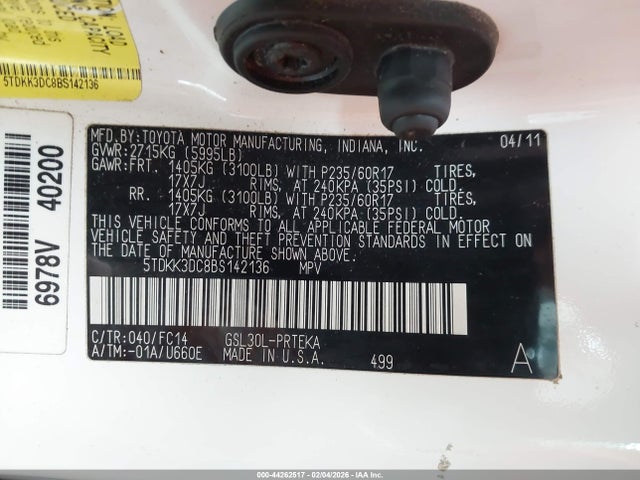 LOAD
CAPACITY
5TDKK3DC8BS142136
6978V 40200
MFD.BY:TOYOTA MOTOR MANUFACTURING, INDIANA, INC. 04/11
GVWR:2715KG (5995LB)
GAWR:FRT. 1405KG (3100LB) WITH P235/60R17 TIRES,
17X7J RIMS, AT 240KPA (35PSI) COLD.
RR. 1405KG (3100LB) WITH P235/60R17 TIRES,
17X7J RIMS, AT 240KPA (35PSI) COLD.
THIS VEHICLE CONFORMS TO ALL APPLICABLE FEDERAL MOTOR
VEHICLE SAFETY AND THEFT PREVENTION STANDARDS IN EFFECT ON
THE DATE OF MANUFACTURE SHOWN ABOVE.
5TDKK3DC8BS142136 MPV
C/TR:040/FC14 GSL30L-PRTEKA
A/TM:-01A/U660E MADE IN U.S.A. 499 A
000-44262517 - 02/04/2026 - IAAI.COM